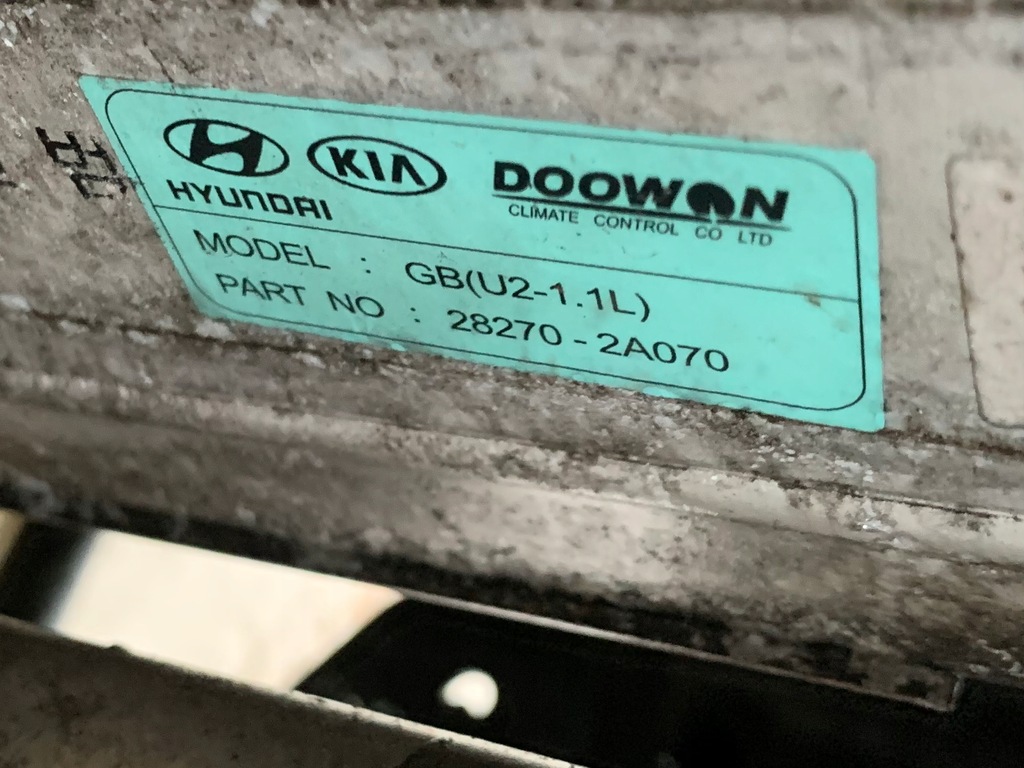 HYUNDAI
KIA
DOOWON
CLIMATE CONTROL CO LTD
MODEL : GB(U2-1.1L)
PART NO : 28270-2A070